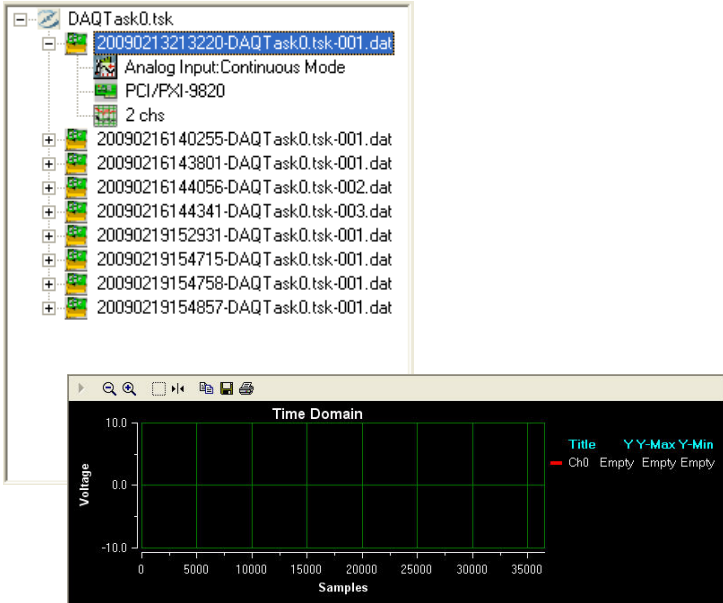 DAQTask0.tsk
20090213213220-DAQTask0.tsk-001.dat
Analog Input:Continuous Mode
PCI/PXI-9820
2 chs
20090216140255-DAQTask0.tsk-001.dat
20090216143801-DAQTask0.tsk-001.dat
20090216144056-DAQTask0.tsk-002.dat
20090216144341-DAQTask0.tsk-003.dat
20090219152931-DAQTask0.tsk-001.dat
20090219154715-DAQTask0.tsk-001.dat
20090219154758-DAQTask0.tsk-001.dat
20090219154857-DAQTask0.tsk-001.dat
Time Domain
10.0
0.0
-10.0
Voltage
0 5000 10000 15000 20000 25000 30000 35000
Samples
Title Y Y-Max Y-Min
Ch0 Empty Empty Empty